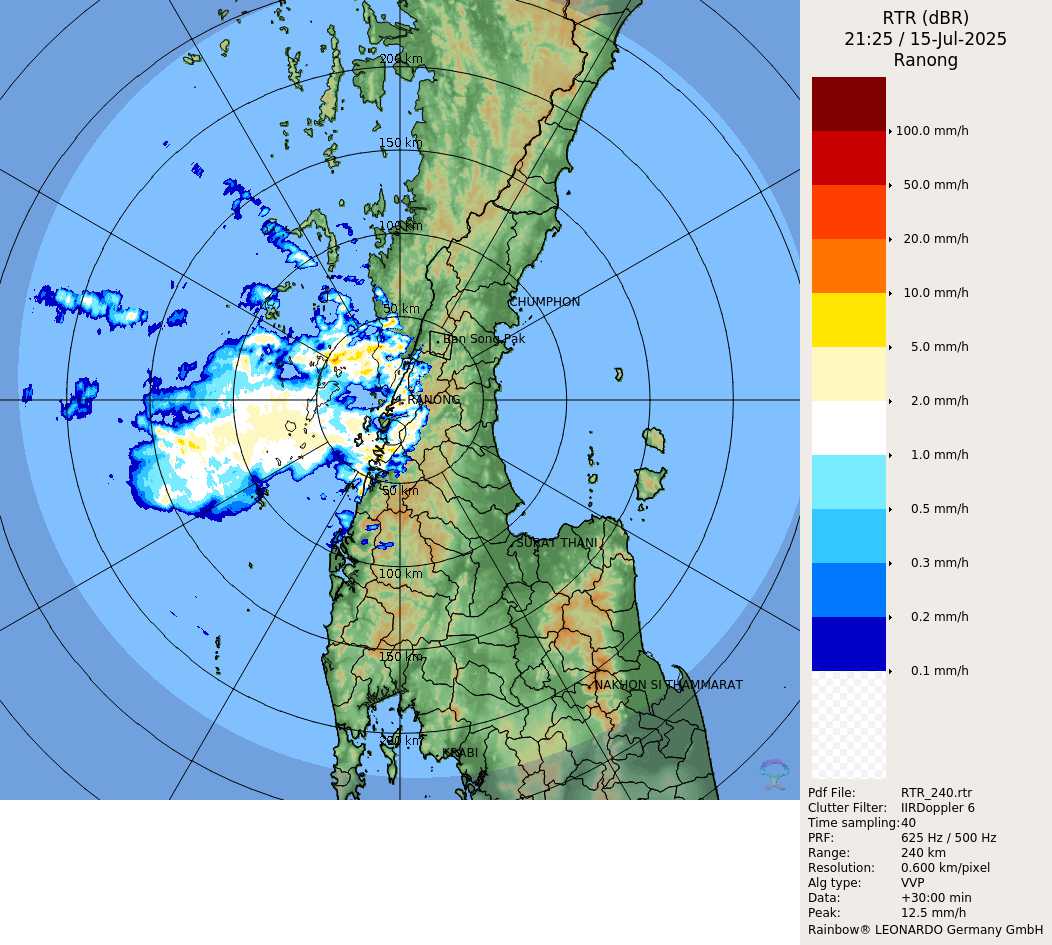 RTR (dBR)
21:25 / 15-Jul-2025
Ranong
100.0 mm/h
50.0 mm/h
20.0 mm/h
10.0 mm/h
5.0 mm/h
2.0 mm/h
1.0 mm/h
0.5 mm/h
0.3 mm/h
0.2 mm/h
0.1 mm/h
Pdf File: RTR_240.rtr
Clutter Filter: IIRDoppler 6
Time sampling: 40
PRF: 625 Hz / 500 Hz
Range: 240 km
Resolution: 0.600 km/pixel
Alg type: VVP
Data: +30:00 min
Peak: 12.5 mm/h
Rainbow® LEONARDO Germany GmbH
200 km
150 km
100 km
CHUMPHON
50 km
Ban Song Pak
RANONG
50 km
SURAT THANI
100 km
150 km
NAKHON SI THAMMARAT
200 km
KRABI